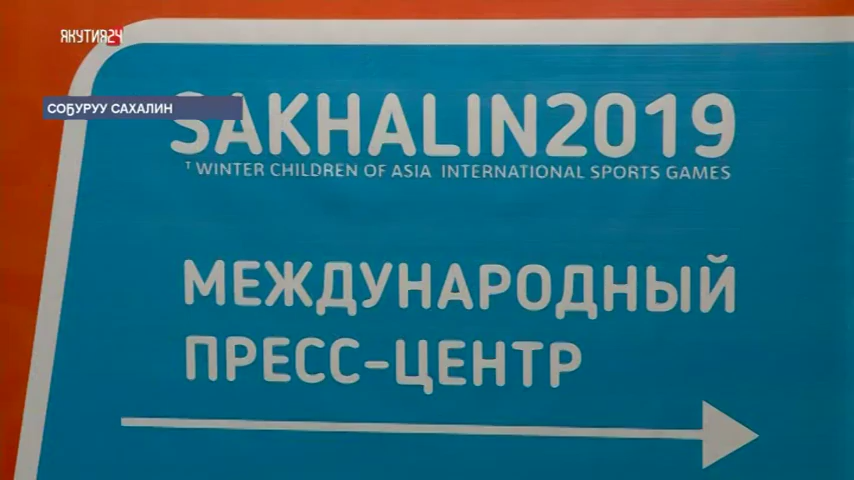 ЯКУТИЯ24
СОҔУРУУ САХАЛИН
SAKHALIN2019
T WINTER CHILDREN OF ASIA INTERNATIONAL SPORTS GAMES
МЕЖДУНАРОДНЫЙ
ПРЕСС-ЦЕНТР